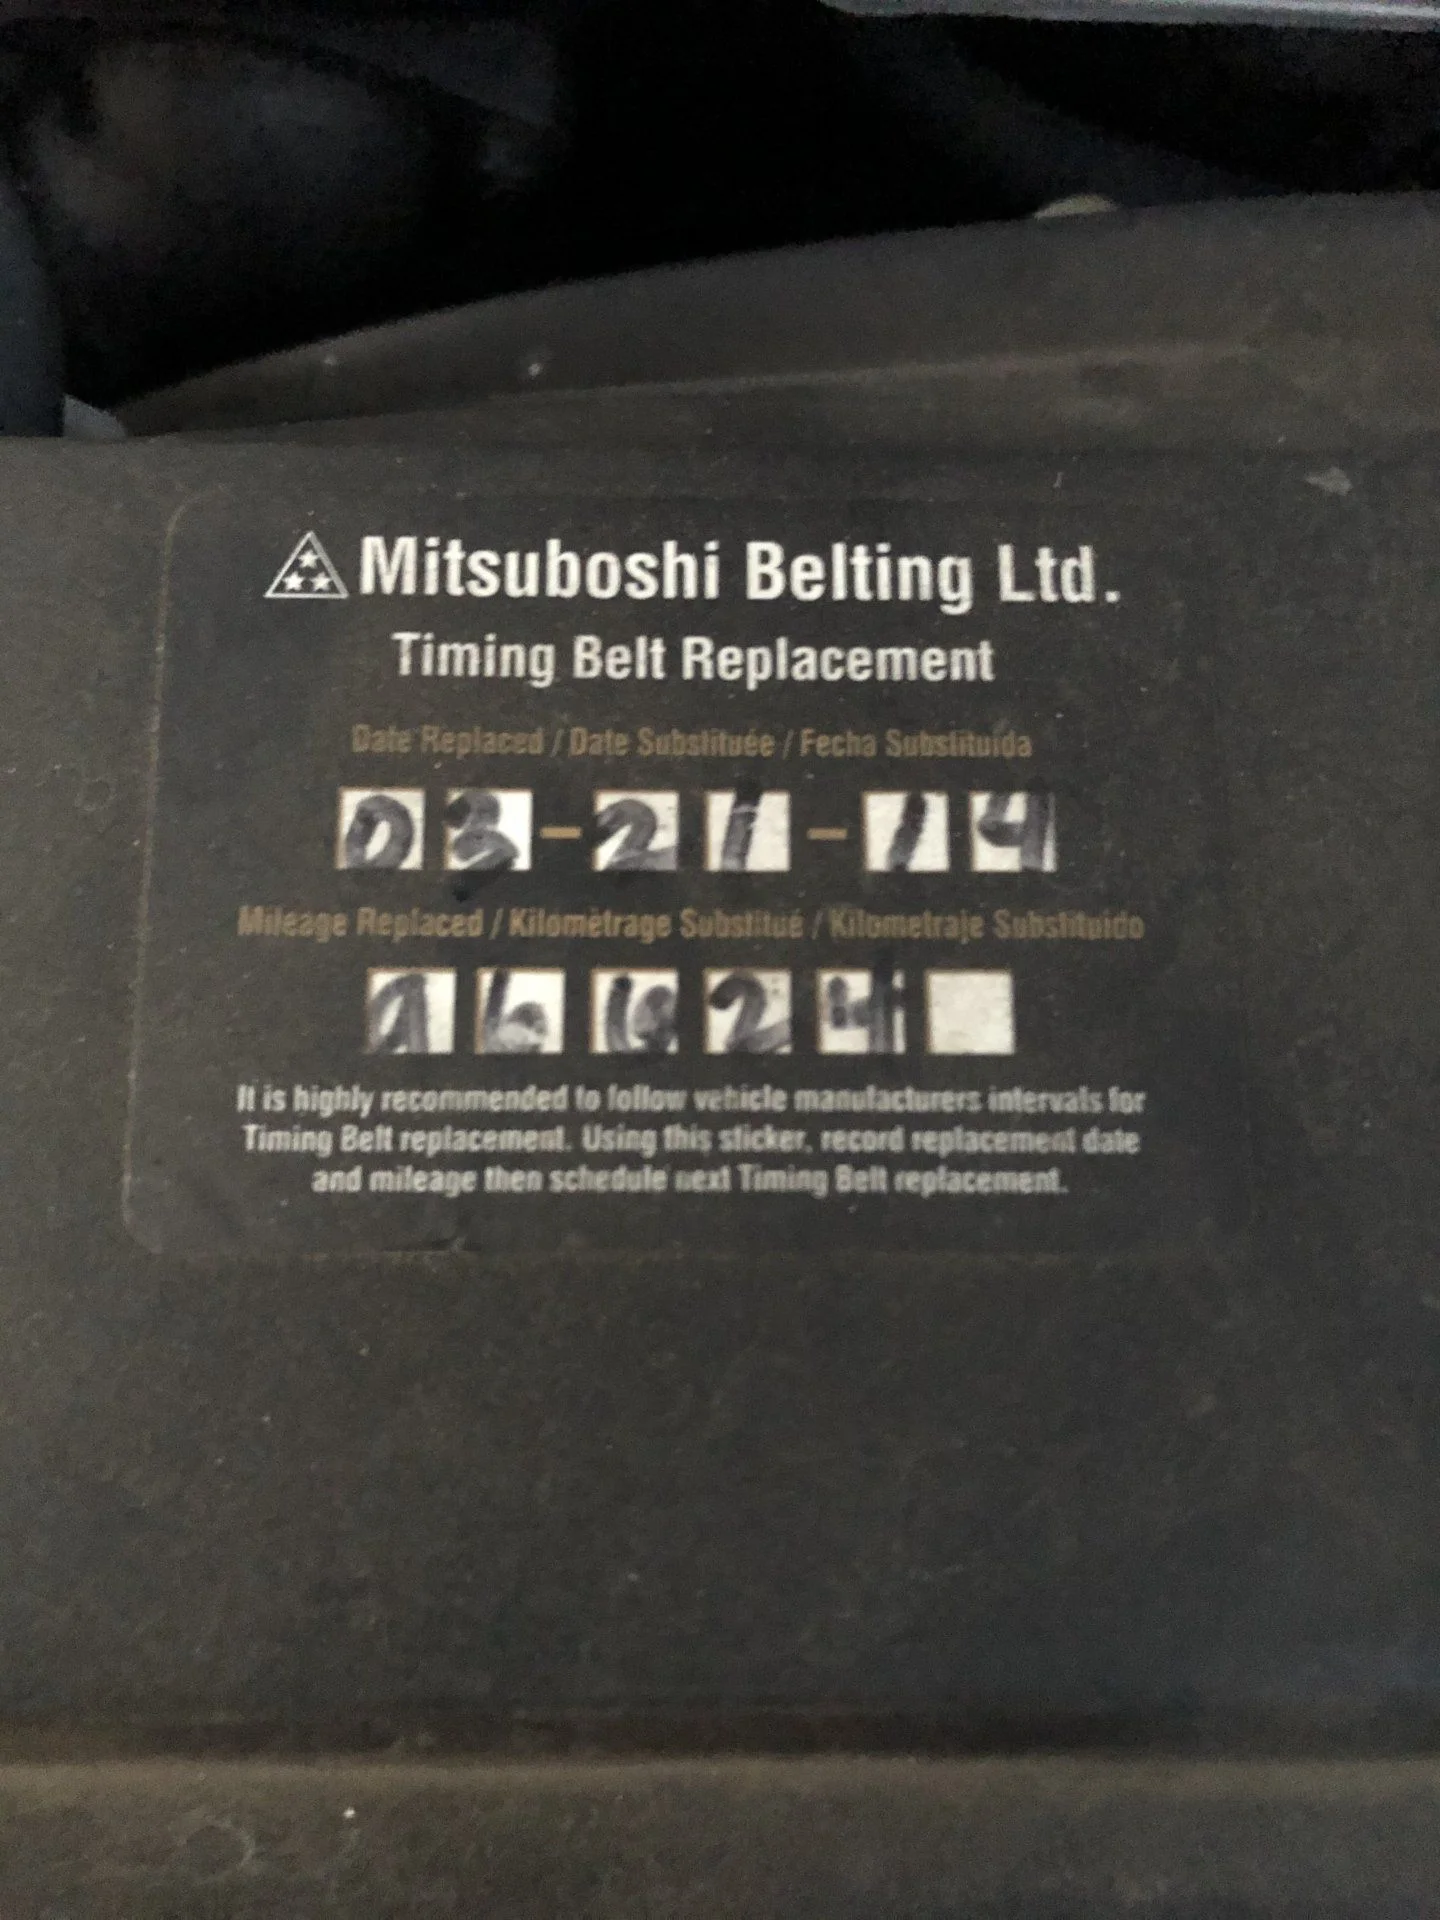 Mitsuboshi Belting Ltd.
Timing Belt Replacement
Date Replaced / Date Substituée / Fecha Substituida
03-21-14
Mileage Replaced / Kilomètrage Substitué / Kilometraje Substituido
96624
It is highly recommended to follow vehicle manufacturers intervals for
Timing Belt replacement. Using this sticker, record replacement date
and mileage then schedule next Timing Belt replacement.